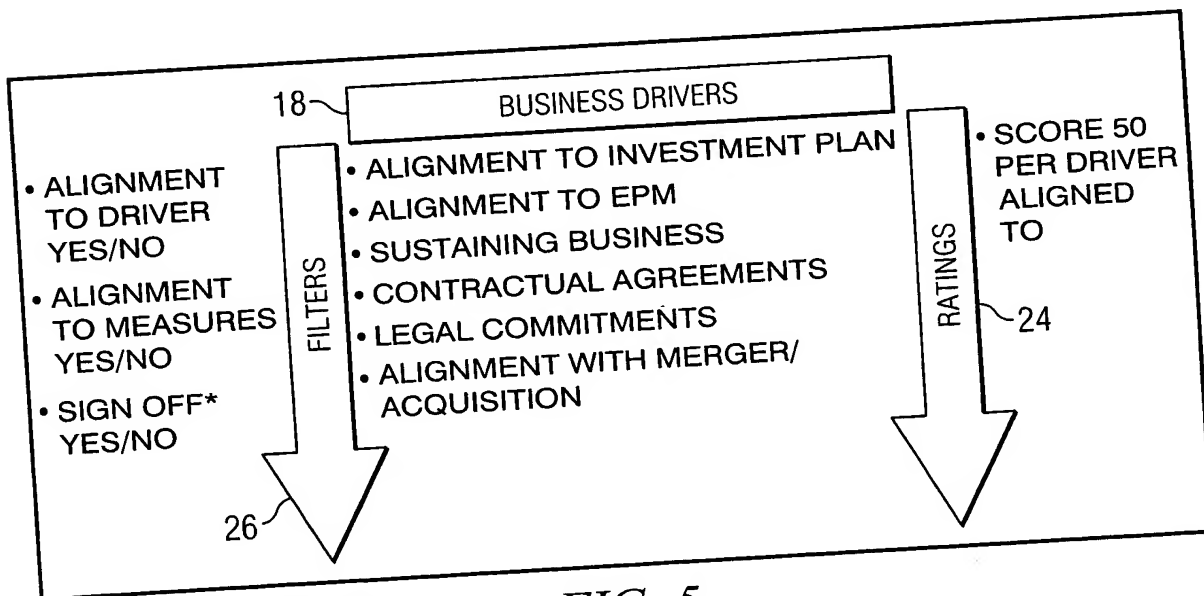 18
BUSINESS DRIVERS
• ALIGNMENT
TO DRIVER
YES/NO
• ALIGNMENT
TO MEASURES
YES/NO
• SIGN OFF*
YES/NO
FILTERS
26
• ALIGNMENT TO INVESTMENT PLAN
• ALIGNMENT TO EPM
• SUSTAINING BUSINESS
• CONTRACTUAL AGREEMENTS
• LEGAL COMMITMENTS
• ALIGNMENT WITH MERGER/
ACQUISITION
RATINGS
24
• SCORE 50
PER DRIVER
ALIGNED
TO
FIG. 5